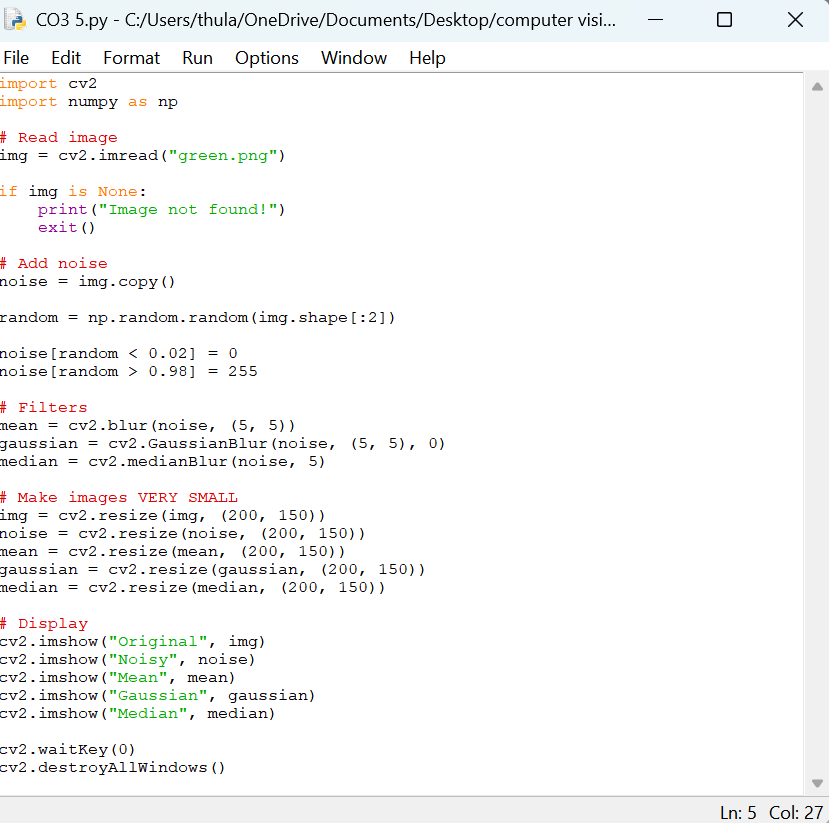 CO3 5.py - C:/Users/thula/OneDrive/Documents/Desktop/computer visi...
File Edit Format Run Options Window Help
import cv2
import numpy as np

# Read image
img = cv2.imread("green.png")

if img is None:
    print("Image not found!")
    exit()

# Add noise
noise = img.copy()

random = np.random.random(img.shape[:2])

noise[random < 0.02] = 0
noise[random > 0.98] = 255

# Filters
mean = cv2.blur(noise, (5, 5))
gaussian = cv2.GaussianBlur(noise, (5, 5), 0)
median = cv2.medianBlur(noise, 5)

# Make images VERY SMALL
img = cv2.resize(img, (200, 150))
noise = cv2.resize(noise, (200, 150))
mean = cv2.resize(mean, (200, 150))
gaussian = cv2.resize(gaussian, (200, 150))
median = cv2.resize(median, (200, 150))

# Display
cv2.imshow("Original", img)
cv2.imshow("Noisy", noise)
cv2.imshow("Mean", mean)
cv2.imshow("Gaussian", gaussian)
cv2.imshow("Median", median)

cv2.waitKey(0)
cv2.destroyAllWindows()
Ln: 5 Col: 27